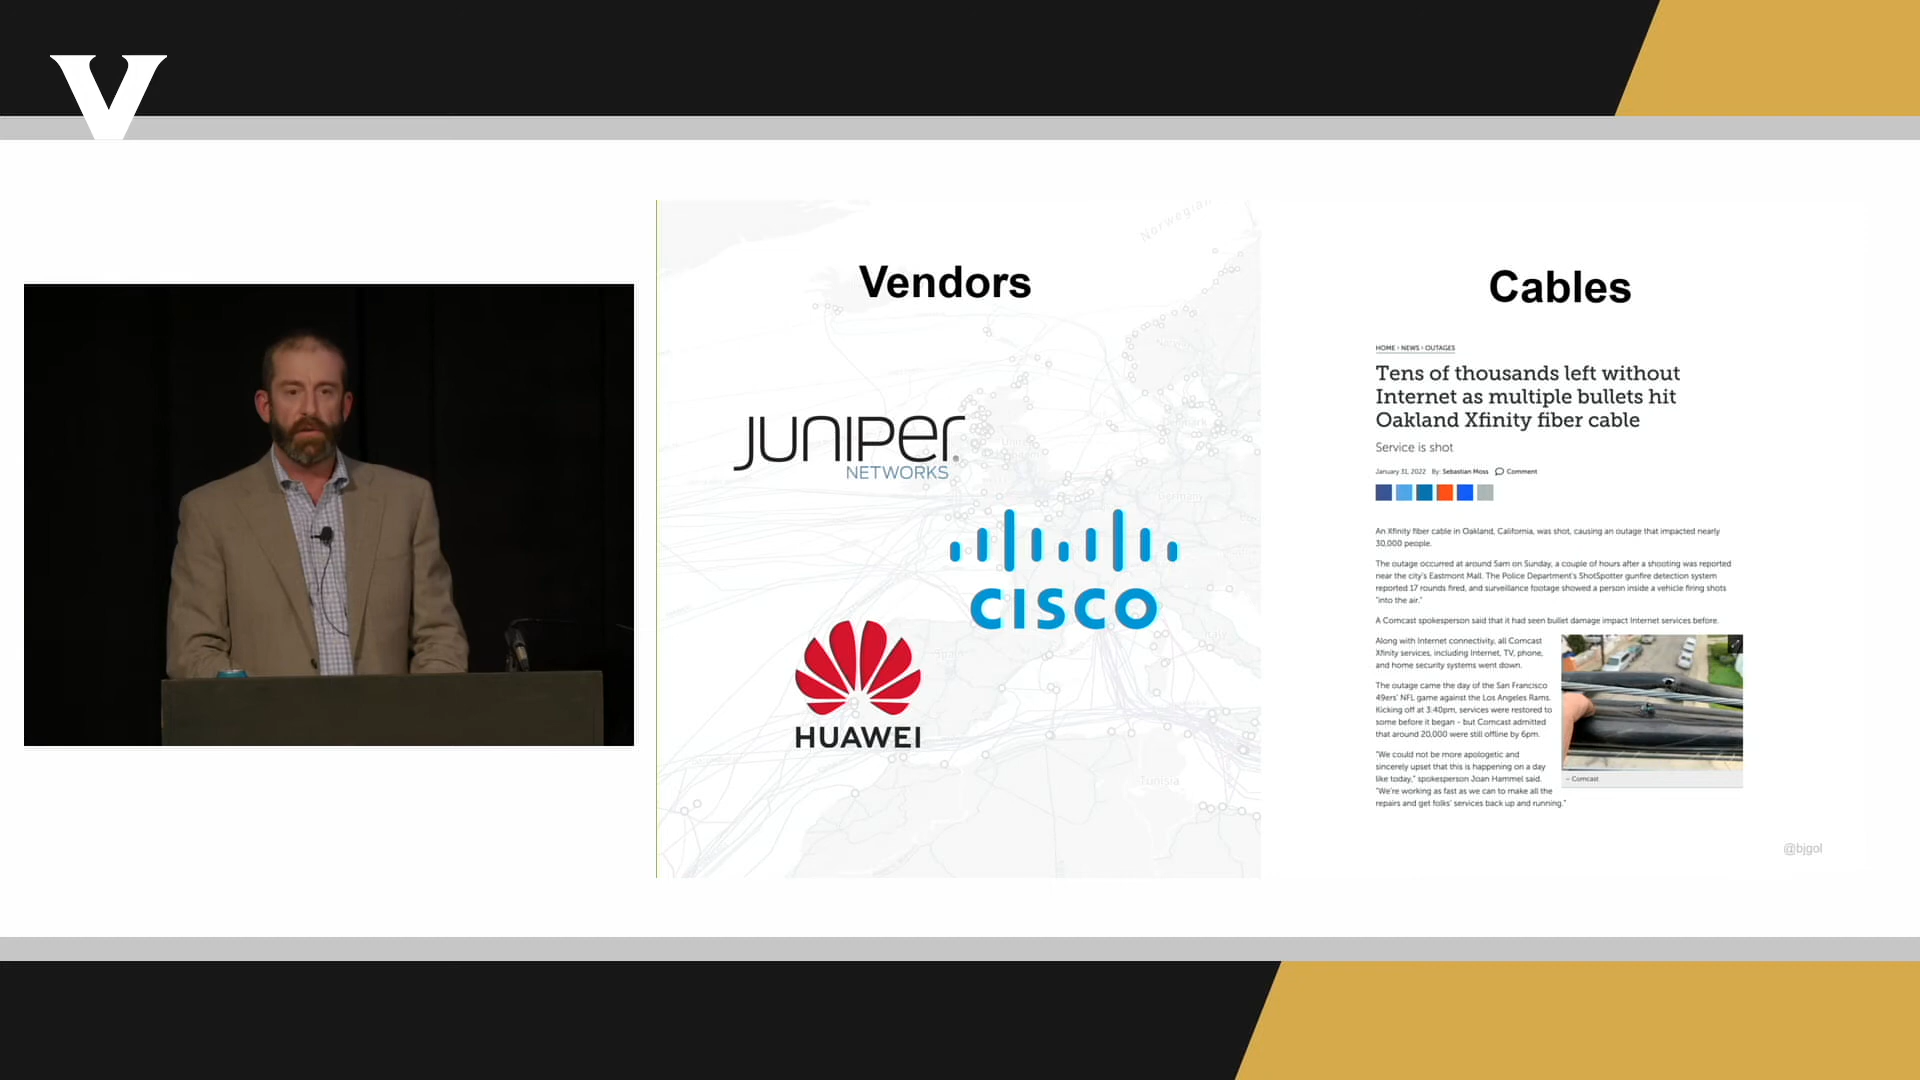 V
Vendors
Norwegian
JUNIPer
NETWORKS
Germany
CISCO
HUAWEI
Tunisia
Cables
HOME › NEWS › OUTAGES
Tens of thousands left without
Internet as multiple bullets hit
Oakland Xfinity fiber cable
Service is shot
January 31, 2022 By: Sebastian Moss Comment
An Xfinity fiber cable in Oakland, California, was shot, causing an outage that impacted nearly
30,000 people.
The outage occurred at around 5am on Sunday, a couple of hours after a shooting was reported
near the city's Eastmont Mall. The Police Department's ShotSpotter gunfire detection system
reported 17 rounds fired, and surveillance footage showed a person inside a vehicle firing shots
"into the air."
A Comcast spokesperson said that it had seen bullet damage impact Internet services before.
Along with Internet connectivity, all Comcast
Xfinity services, including Internet, TV, phone,
and home security systems went down.
The outage came the day of the San Francisco
49ers' NFL game against the Los Angeles Rams.
Kicking off at 3:40pm, services were restored to
some before it began - but Comcast admitted
that around 20,000 were still offline by 6pm.
"We could not be more apologetic and
sincerely upset that this is happening on a day
like today," spokesperson Joan Hammel said.
"We're working as fast as we can to make all the
repairs and get folks' services back up and running."
– Comcast
@bjgol